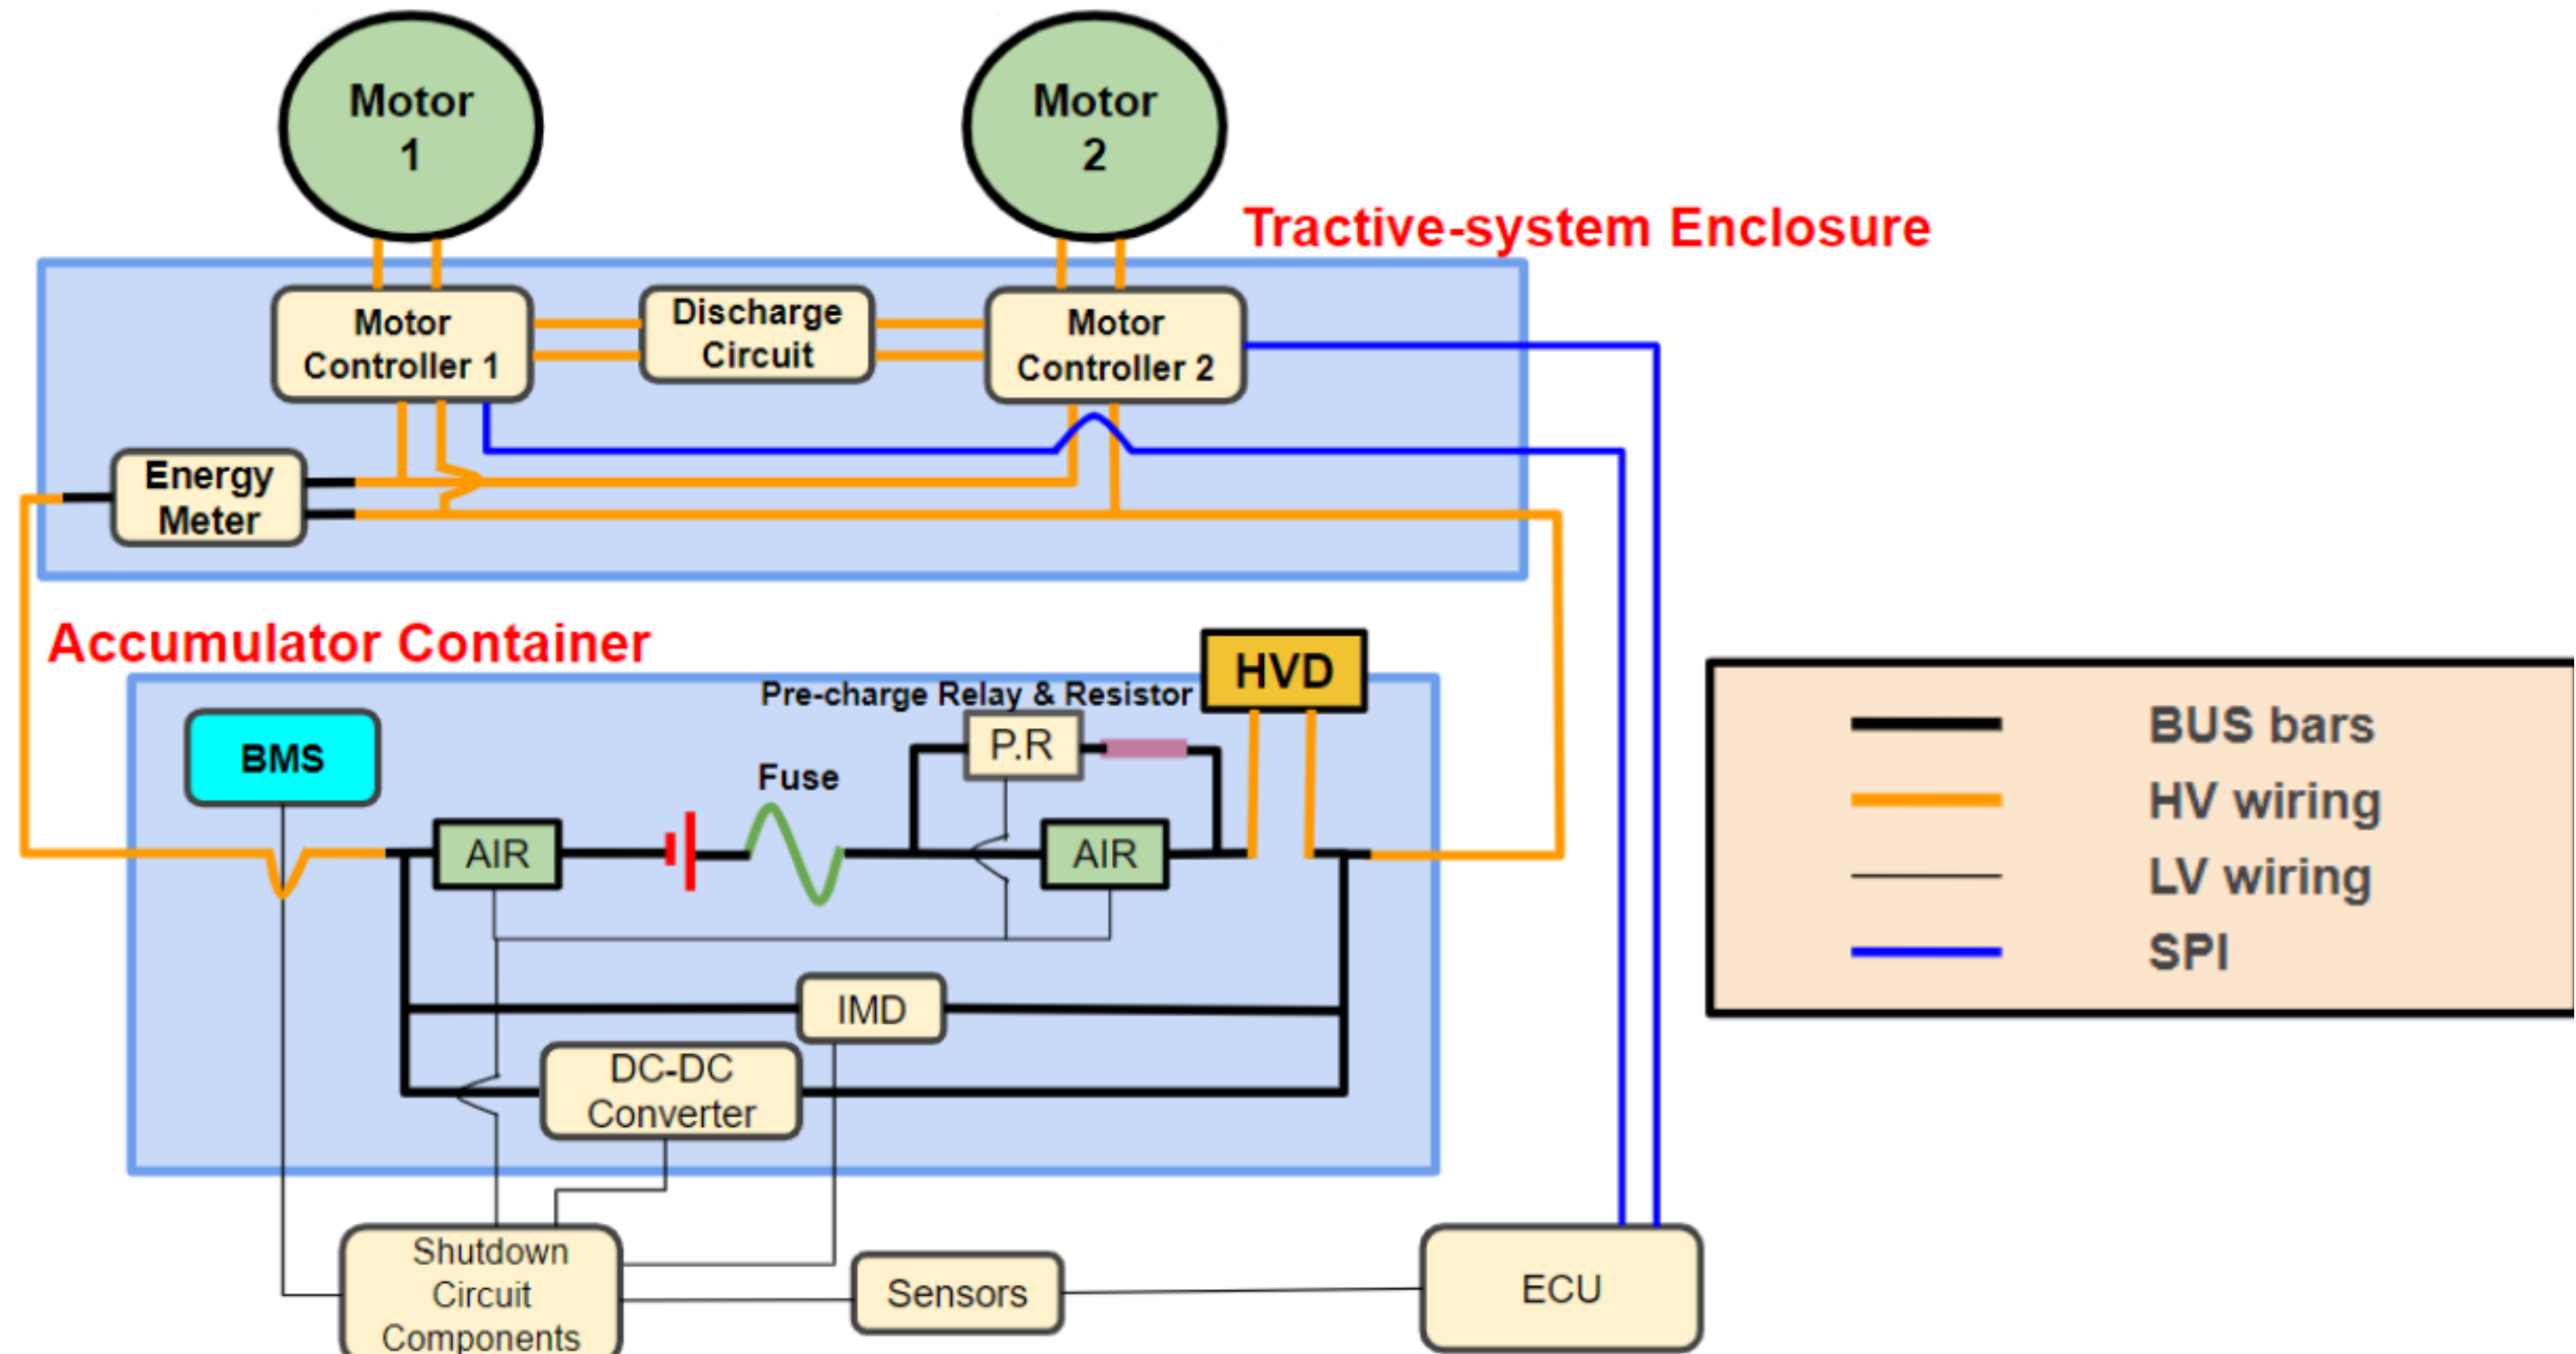 Motor
1
Motor
2
Tractive-system Enclosure
Motor
Controller 1
Discharge
Circuit
Motor
Controller 2
Energy
Meter
Accumulator Container
HVD
Pre-charge Relay & Resistor
BMS
P.R
Fuse
AIR
AIR
IMD
DC-DC
Converter
BUS bars
HV wiring
LV wiring
SPI
Shutdown
Circuit
Components
Sensors
ECU